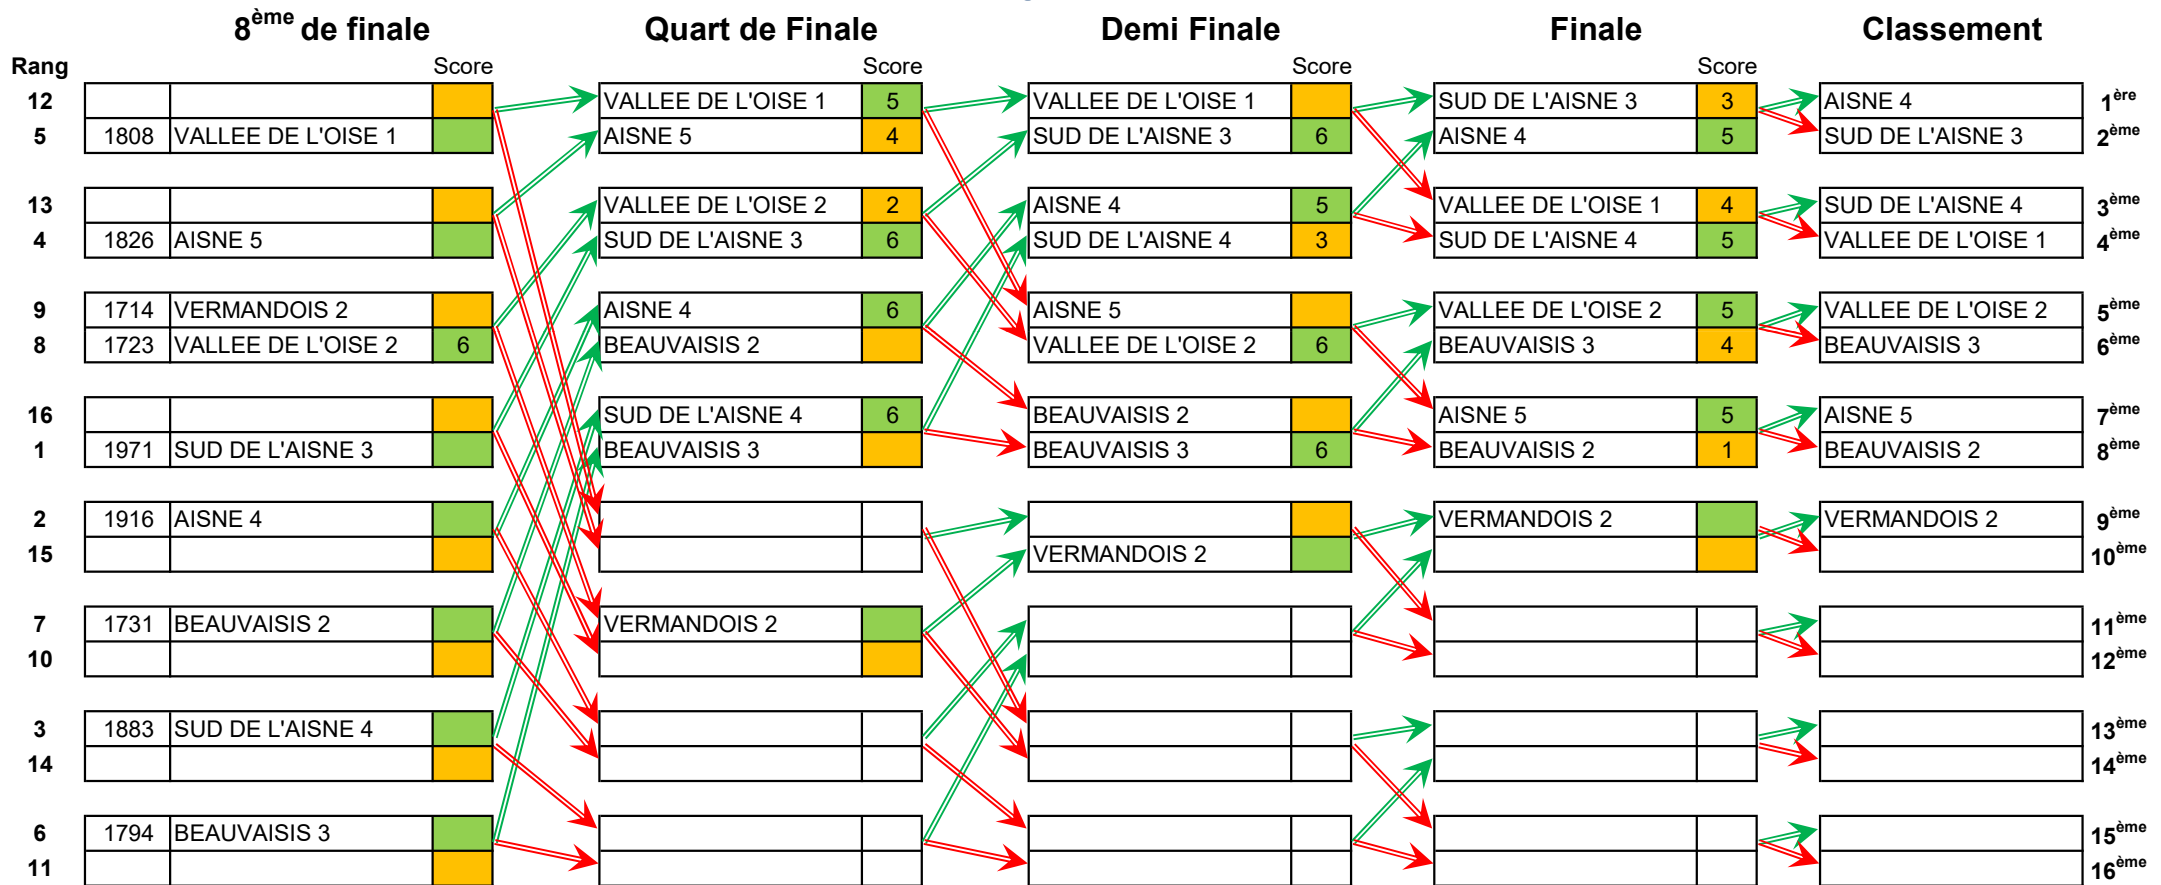 8ème de finale Quart de Finale Demi Finale Finale Classement
Rang Score Score Score Score
12 VALLEE DE L'OISE 1 5 VALLEE DE L'OISE 1 SUD DE L'AISNE 3 3 AISNE 4 1ère
5 1808 VALLEE DE L'OISE 1 AISNE 5 4 SUD DE L'AISNE 3 6 AISNE 4 5 SUD DE L'AISNE 3 2ème
13 VALLEE DE L'OISE 2 2 AISNE 4 5 VALLEE DE L'OISE 1 4 SUD DE L'AISNE 4 3ème
4 1826 AISNE 5 SUD DE L'AISNE 3 6 SUD DE L'AISNE 4 3 SUD DE L'AISNE 4 5 VALLEE DE L'OISE 1 4ème
9 1714 VERMANDOIS 2 AISNE 4 6 AISNE 5 VALLEE DE L'OISE 2 5 VALLEE DE L'OISE 2 5ème
8 1723 VALLEE DE L'OISE 2 6 BEAUVAISIS 2 VALLEE DE L'OISE 2 6 BEAUVAISIS 3 4 BEAUVAISIS 3 6ème
16 SUD DE L'AISNE 4 6 BEAUVAISIS 2 AISNE 5 5 AISNE 5 7ème
1 1971 SUD DE L'AISNE 3 BEAUVAISIS 3 BEAUVAISIS 3 6 BEAUVAISIS 2 1 BEAUVAISIS 2 8ème
2 1916 AISNE 4 VERMANDOIS 2 VERMANDOIS 2 9ème
15 VERMANDOIS 2 10ème
7 1731 BEAUVAISIS 2 VERMANDOIS 2 11ème
10 12ème
3 1883 SUD DE L'AISNE 4 13ème
14 14ème
6 1794 BEAUVAISIS 3 15ème
11 16ème